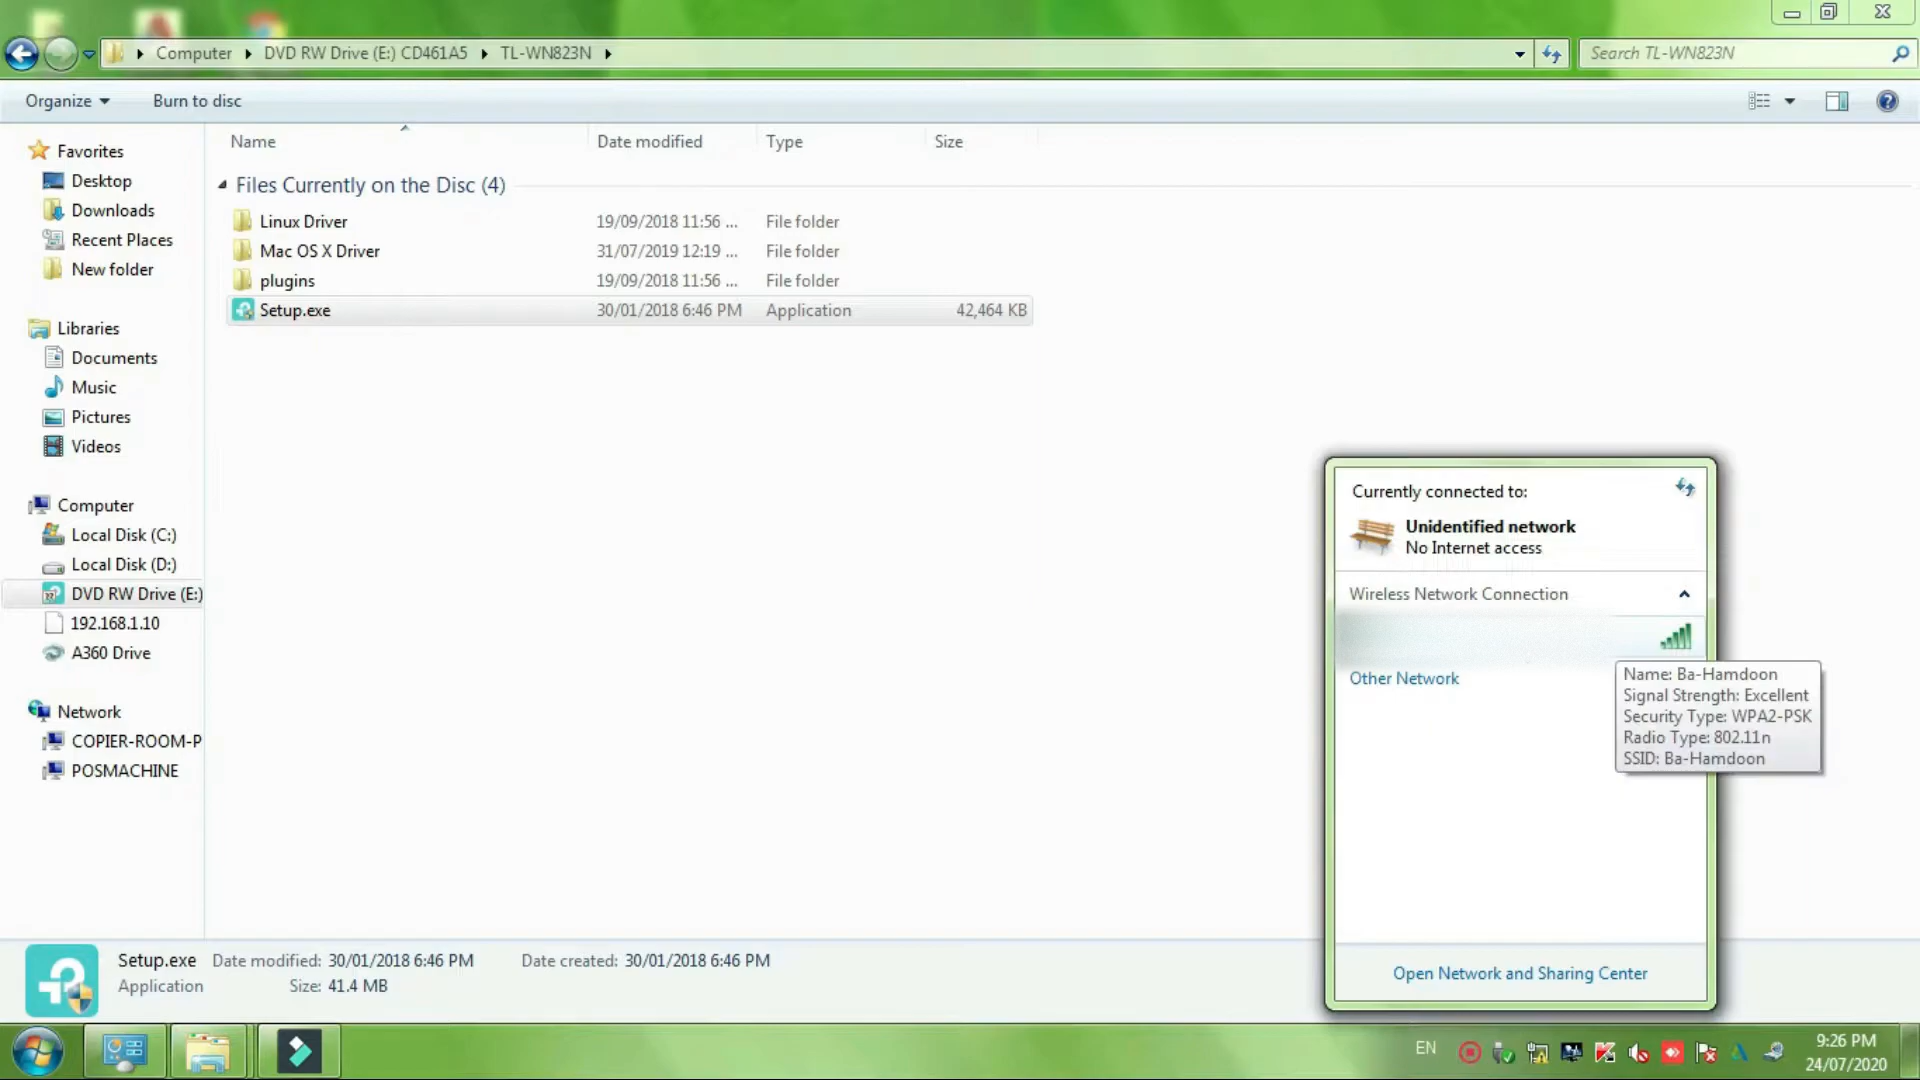 Computer DVD RW Drive (E:) CD461A5 TL-WN823N
Search TL-WN823N
Organize Burn to disc
Name Date modified Type Size
Files Currently on the Disc (4)
Linux Driver 19/09/2018 11:56 ... File folder
Mac OS X Driver 31/07/2019 12:19 ... File folder
plugins 19/09/2018 11:56 ... File folder
Setup.exe 30/01/2018 6:46 PM Application 42,464 KB
Favorites
Desktop
Downloads
Recent Places
New folder
Libraries
Documents
Music
Pictures
Videos
Computer
Local Disk (C:)
Local Disk (D:)
DVD RW Drive (E:)
192.168.1.10
A360 Drive
Network
COPIER-ROOM-P
POSMACHINE
Currently connected to:
Unidentified network
No Internet access
Wireless Network Connection
Other Network
Name: Ba-Hamdoon
Signal Strength: Excellent
Security Type: WPA2-PSK
Radio Type: 802.11n
SSID: Ba-Hamdoon
Open Network and Sharing Center
Setup.exe Date modified: 30/01/2018 6:46 PM Date created: 30/01/2018 6:46 PM
Application Size: 41.4 MB
EN
9:26 PM
24/07/2020